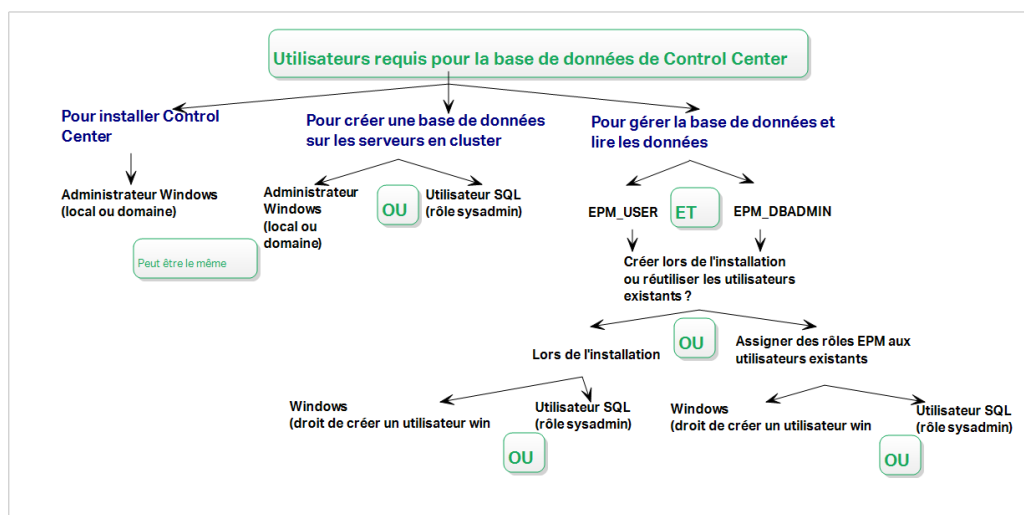 Utilisateurs requis pour la base de données de Control Center
Pour installer Control
Center
Administrateur Windows
(local ou domaine)
Peut être le même
Pour créer une base de données
sur les serveurs en cluster
Administrateur
Windows
(local ou
domaine)
OU
Utilisateur SQL
(rôle sysadmin)
Pour gérer la base de données et
lire les données
EPM_USER
ET
EPM_DBADMIN
Créer lors de l'installation
ou réutiliser les utilisateurs
existants ?
Lors de l'installation
OU
Assigner des rôles EPM aux
utilisateurs existants
Windows
(droit de créer un utilisateur win
OU
Utilisateur SQL
(rôle sysadmin)
Windows
(droit de créer un utilisateur win
OU
Utilisateur SQL
(rôle sysadmin)